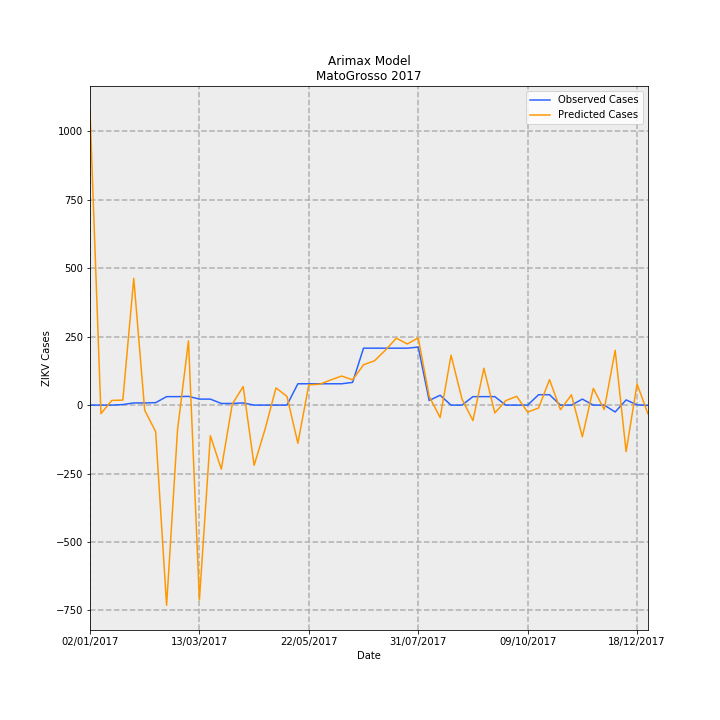 Arimax Model
MatoGrosso 2017
Observed Cases
Predicted Cases
1000
750
500
250
0
−250
−500
−750
ZIKV Cases
02/01/2017
13/03/2017
22/05/2017
31/07/2017
09/10/2017
18/12/2017
Date